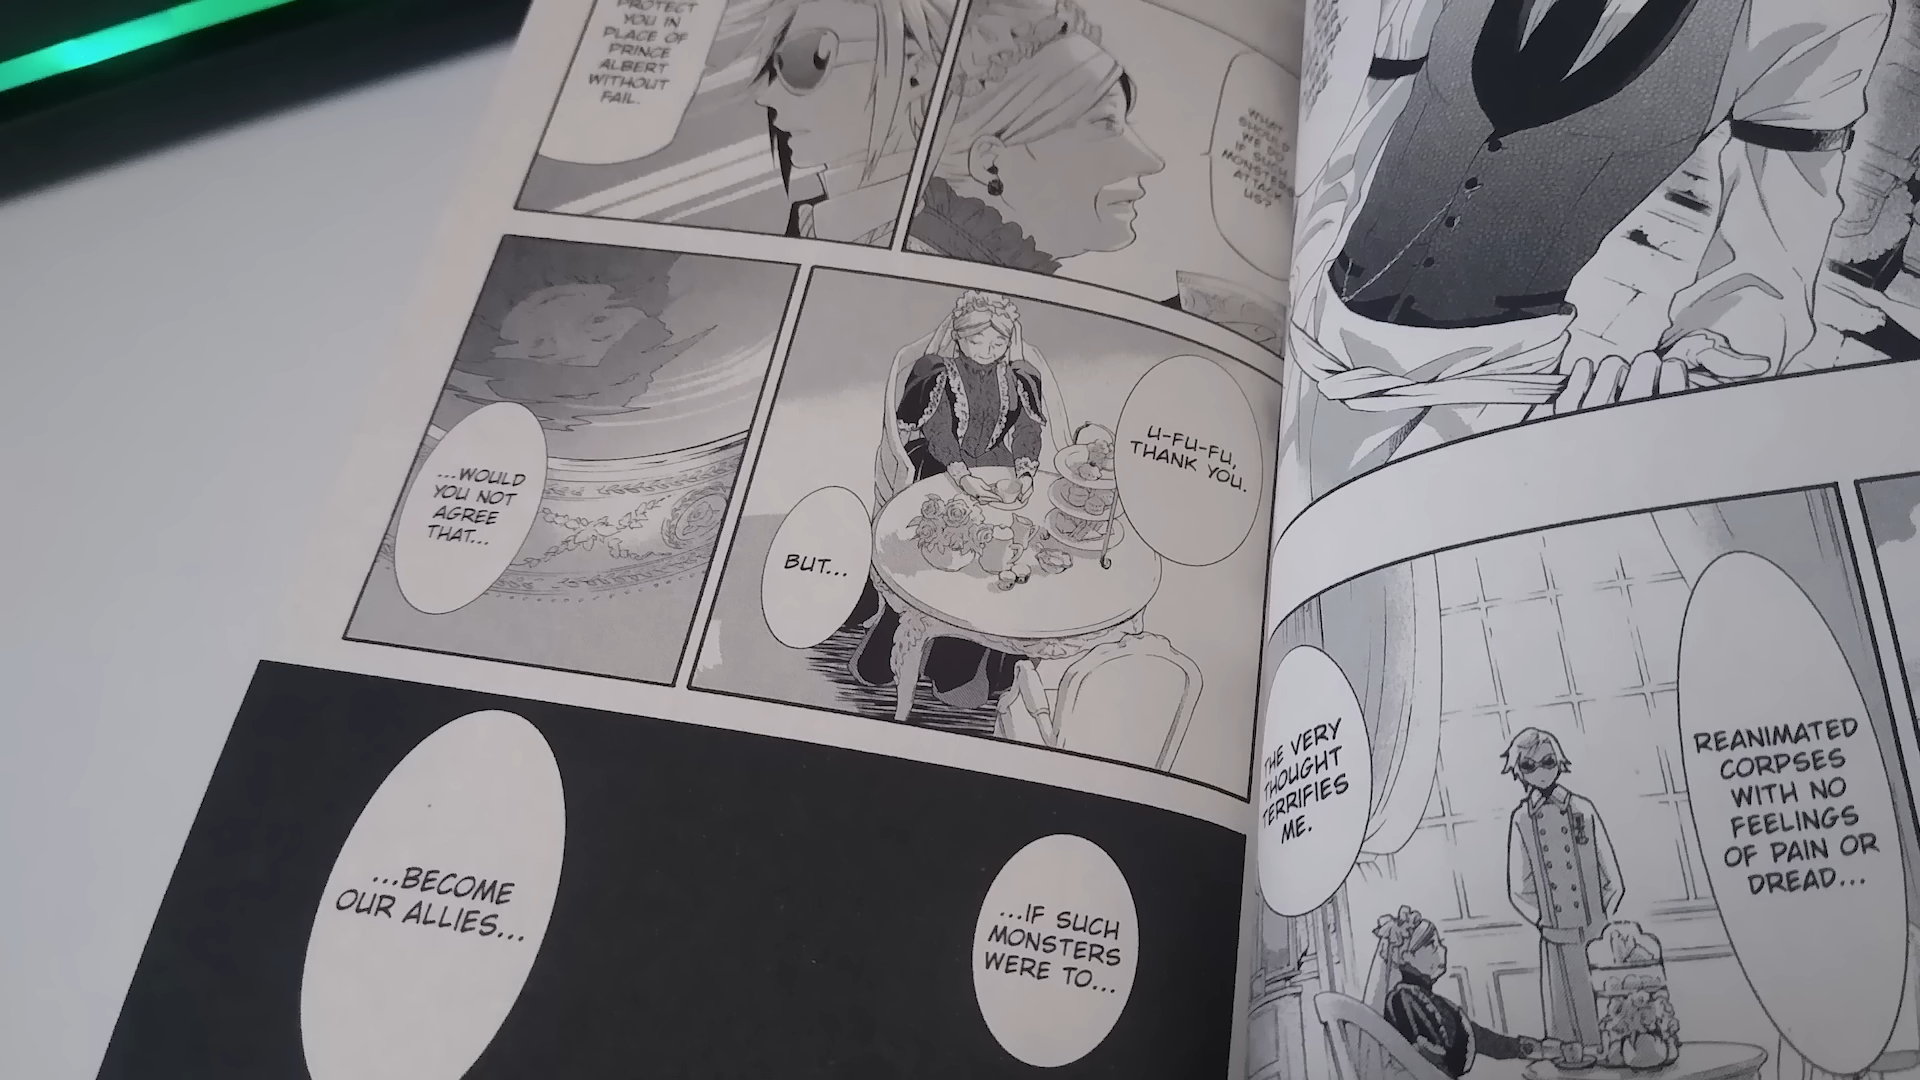 REANIMATED
CORPSES
WITH NO
FEELINGS
OF PAIN OR
DREAD...
THE VERY
THOUGHT
TERRIFIES
ME.
WHAT
SHOULD
WE DO
IF SUCH
MONSTERS
ATTACK
US?
PROTECT
YOU IN
PLACE OF
PRINCE
ALBERT
WITHOUT
FAIL.
U-FU-FU,
THANK YOU.
BUT...
...WOULD
YOU NOT
AGREE
THAT...
...IF SUCH
MONSTERS
WERE TO...
...BECOME
OUR ALLIES...